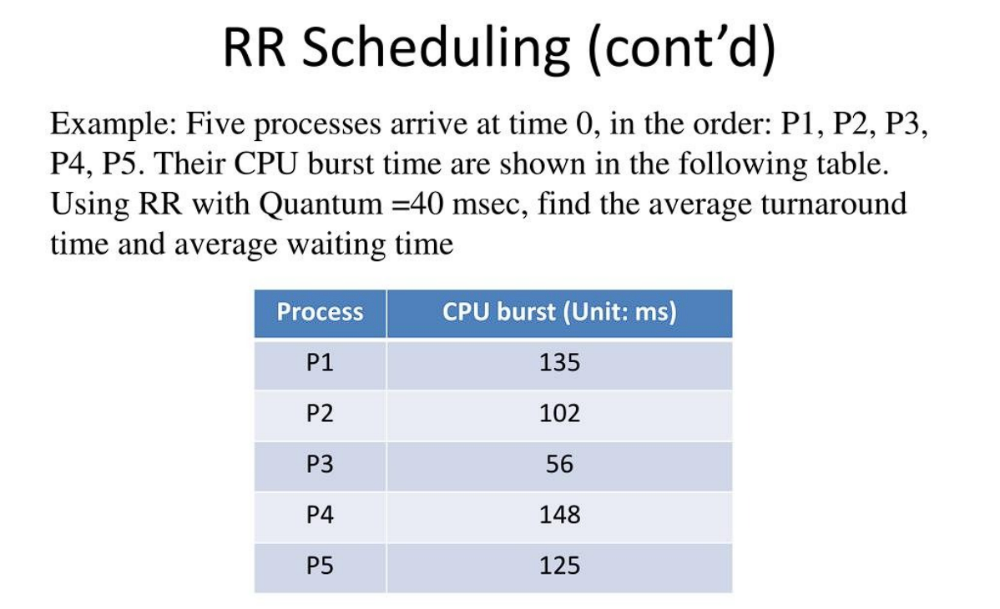 RR Scheduling (cont’d)
Example: Five processes arrive at time 0, in the order: P1, P2, P3,
P4, P5. Their CPU burst time are shown in the following table.
Using RR with Quantum =40 msec, find the average turnaround
time and average waiting time
Process CPU burst (Unit: ms)
P1 135
P2 102
P3 56
P4 148
P5 125